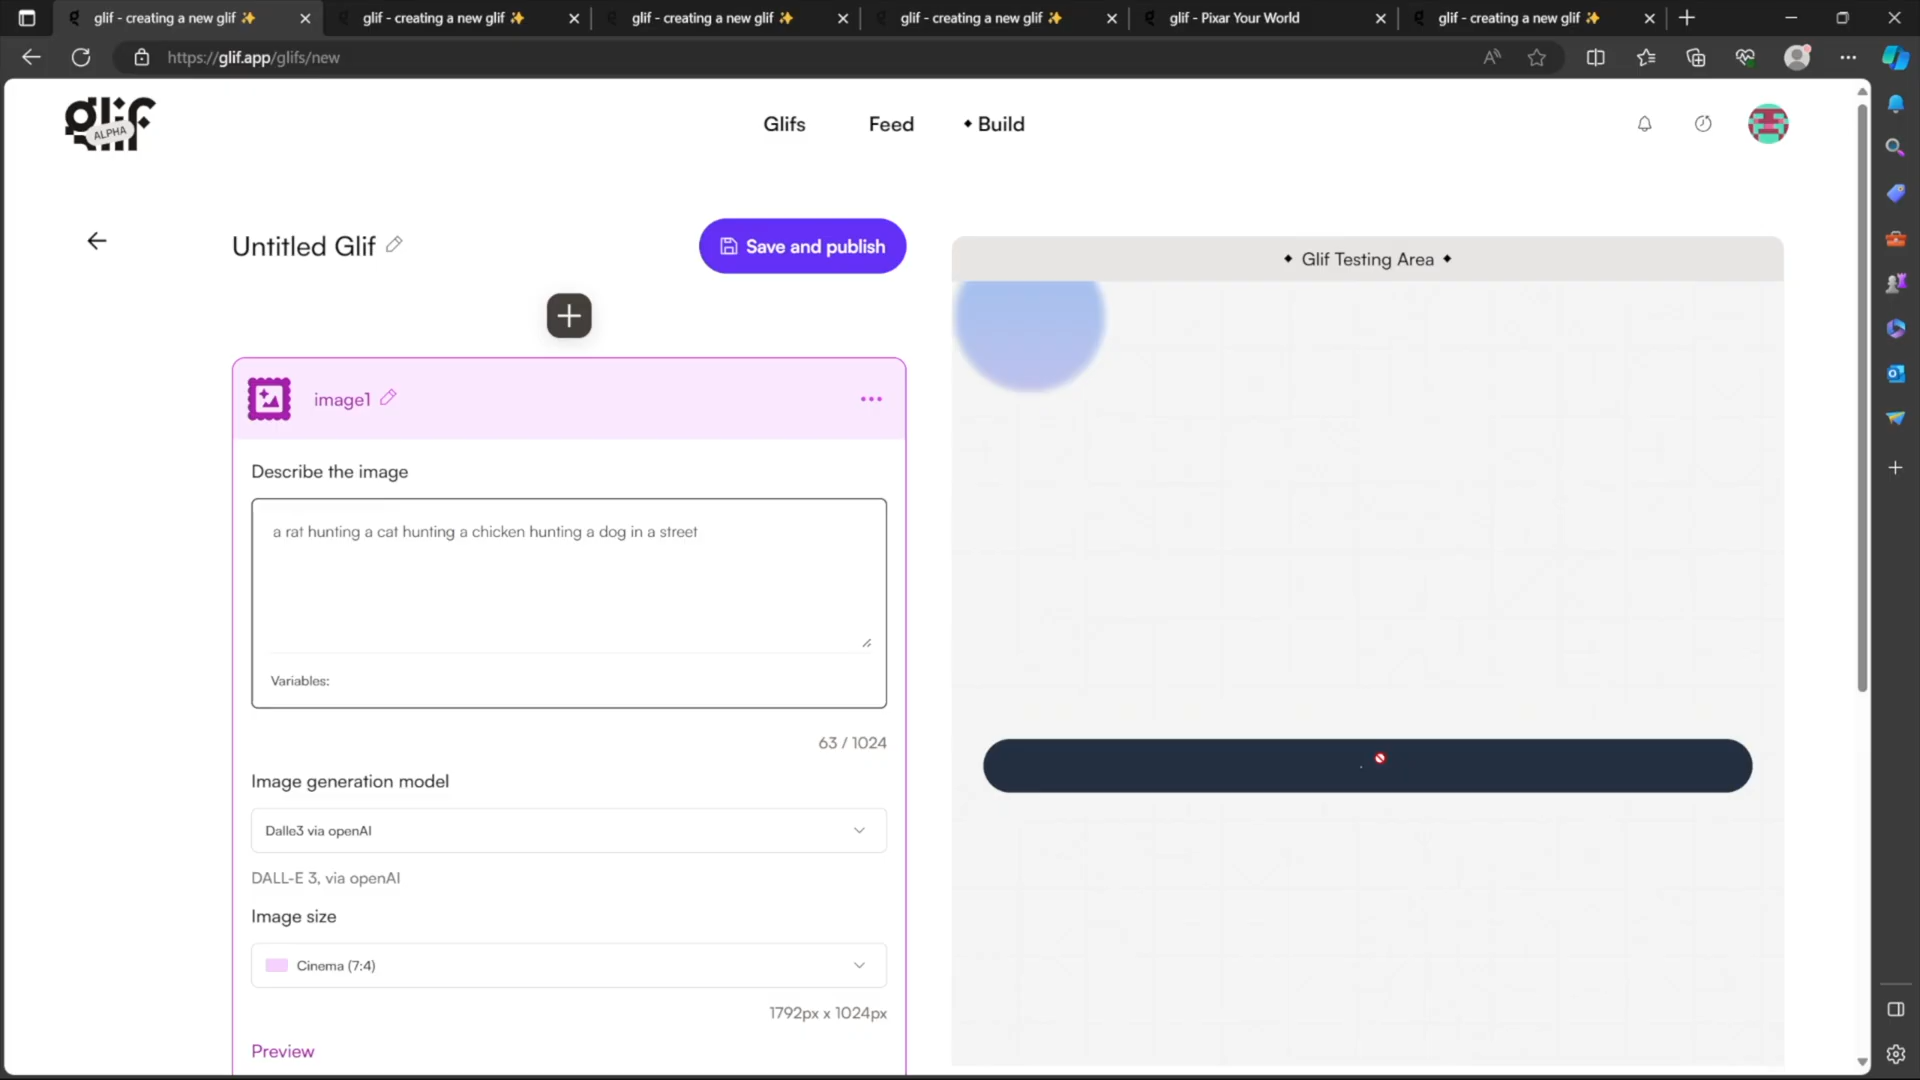 glif - creating a new glif ✨
glif - creating a new glif ✨
glif - creating a new glif ✨
glif - creating a new glif ✨
glif - Pixar Your World
glif - creating a new glif ✨
https://glif.app/glifs/new
glif
ALPHA
Glifs
Feed
Build
Untitled Glif
Save and publish
Glif Testing Area
image1
Describe the image
a rat hunting a cat hunting a chicken hunting a dog in a street
Variables:
63 / 1024
Image generation model
Dalle3 via openAI
DALL-E 3, via openAI
Image size
Cinema (7:4)
1792px x 1024px
Preview